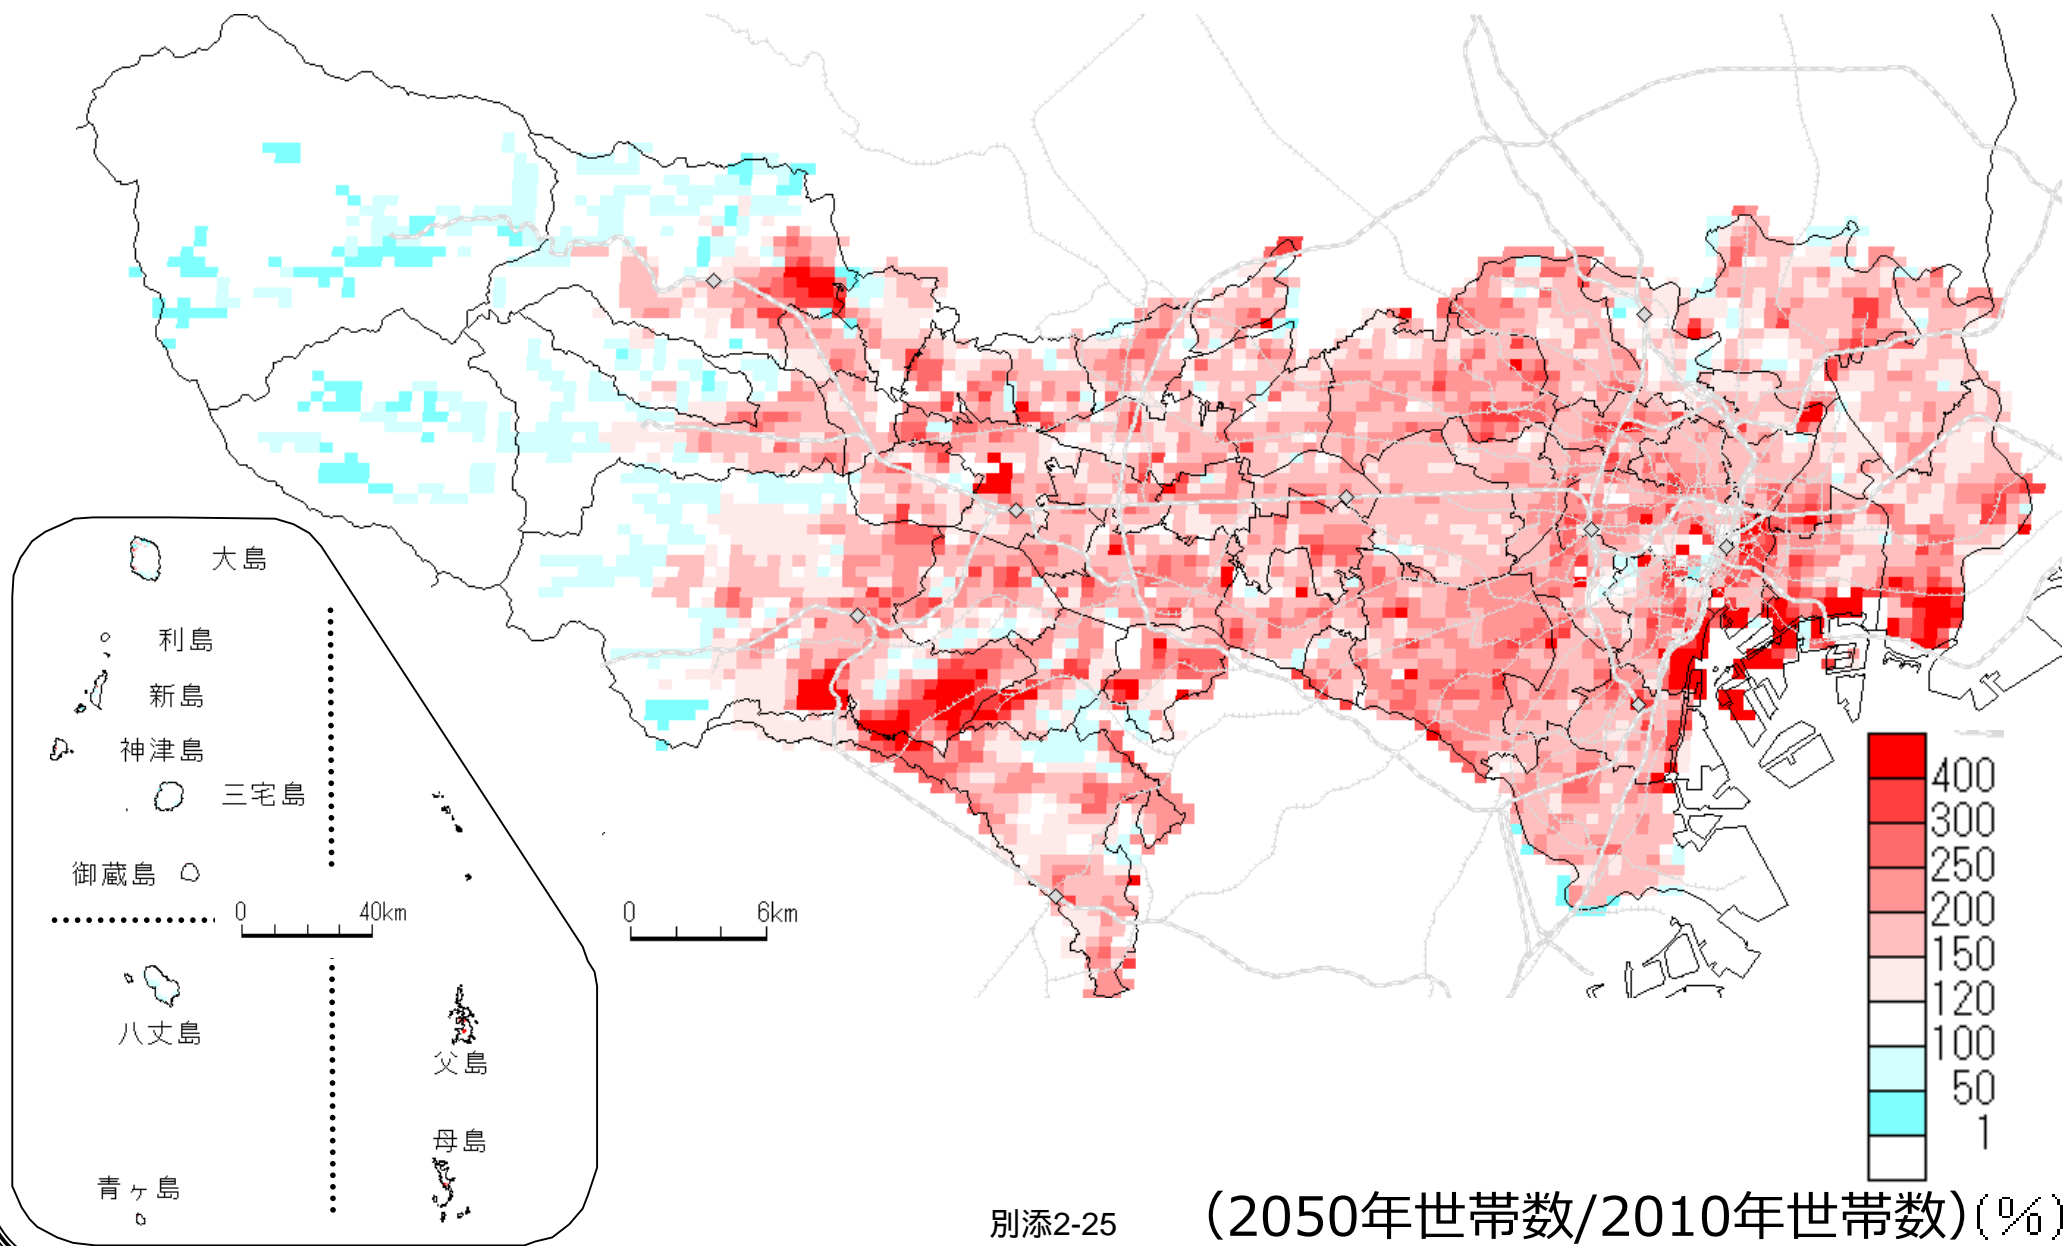 大島
利島
新島
神津島
三宅島
御蔵島
0 40km
0 6km
八丈島
父島
母島
青ヶ島
400
300
250
200
150
120
100
50
1
別添2-25
（2050年世帯数/2010年世帯数）(%)